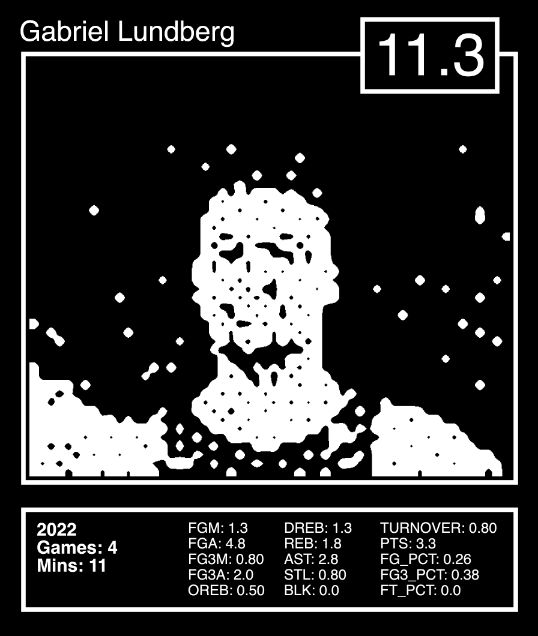 Gabriel Lundberg
11.3
2022
Games: 4
Mins: 11
FGM: 1.3
FGA: 4.8
FG3M: 0.80
FG3A: 2.0
OREB: 0.50
DREB: 1.3
REB: 1.8
AST: 2.8
STL: 0.80
BLK: 0.0
TURNOVER: 0.80
PTS: 3.3
FG_PCT: 0.26
FG3_PCT: 0.38
FT_PCT: 0.0